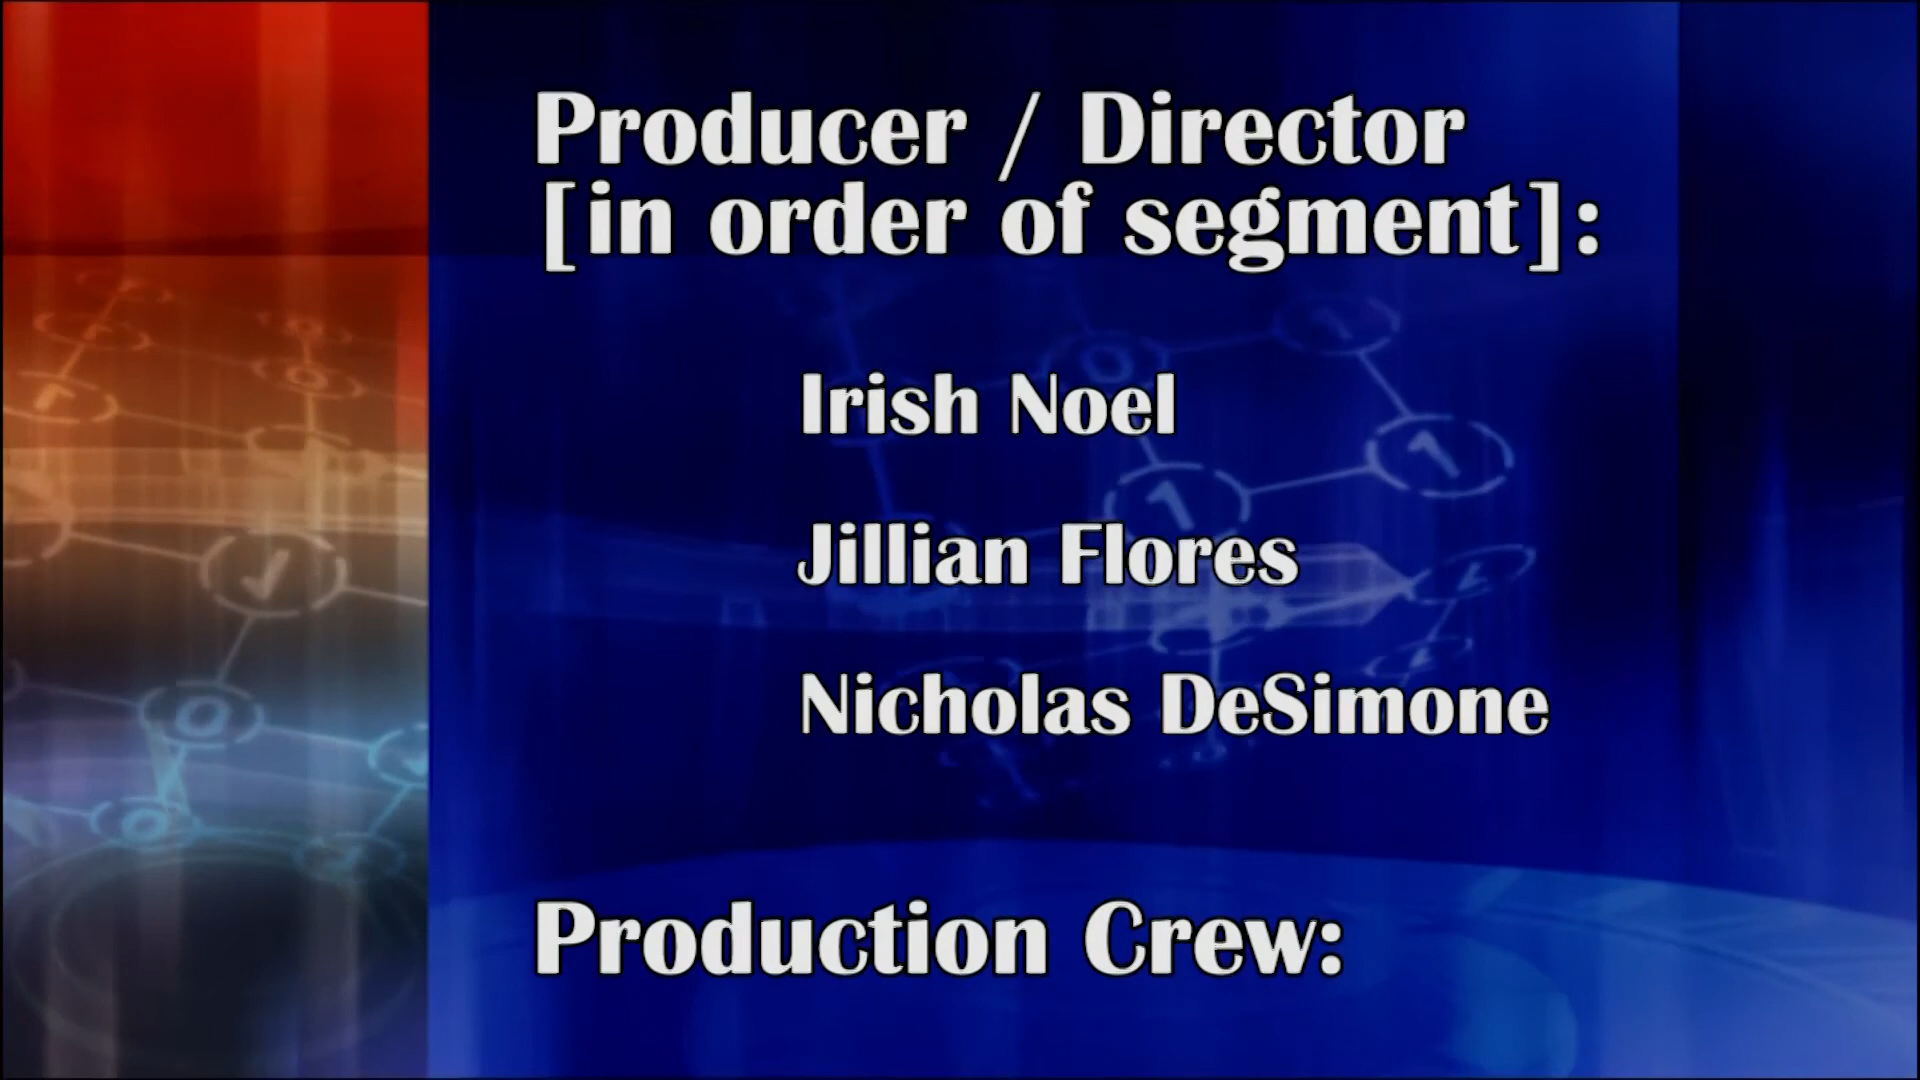 Producer / Director
[in order of segment]:
Irish Noel
Jillian Flores
Nicholas DeSimone
Production Crew: